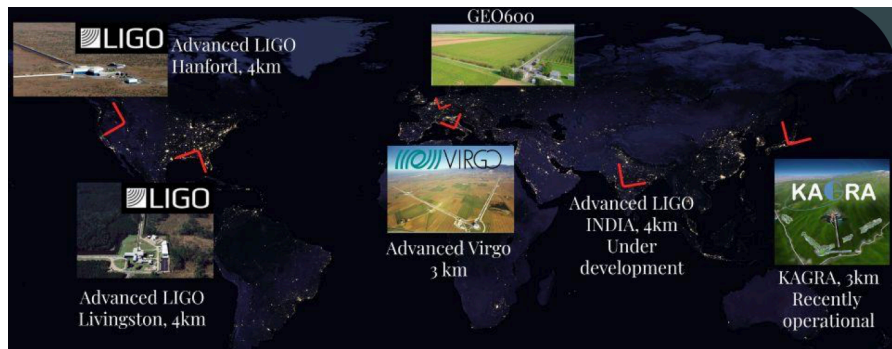 LIGO
Advanced LIGO
Hanford, 4km
GEO600
LIGO
Advanced LIGO
Livingston, 4km
VIRGO
Advanced Virgo
3 km
Advanced LIGO
INDIA, 4km
Under
development
KAGRA
KAGRA, 3km
Recently
operational